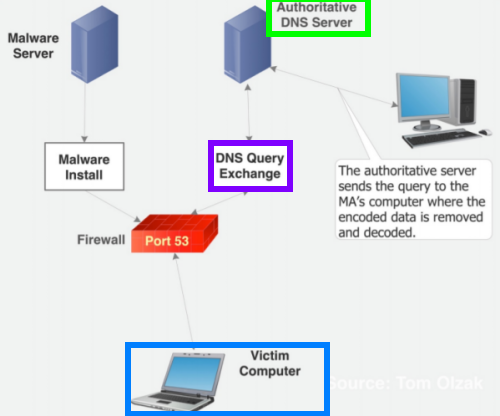 Malware
Server
Authoritative
DNS Server
Malware
Install
DNS Query
Exchange
The authoritative server
sends the query to the
MA's computer where the
encoded data is removed
and decoded.
Firewall
Port 53
Victim
Computer
Source: Tom Olzak